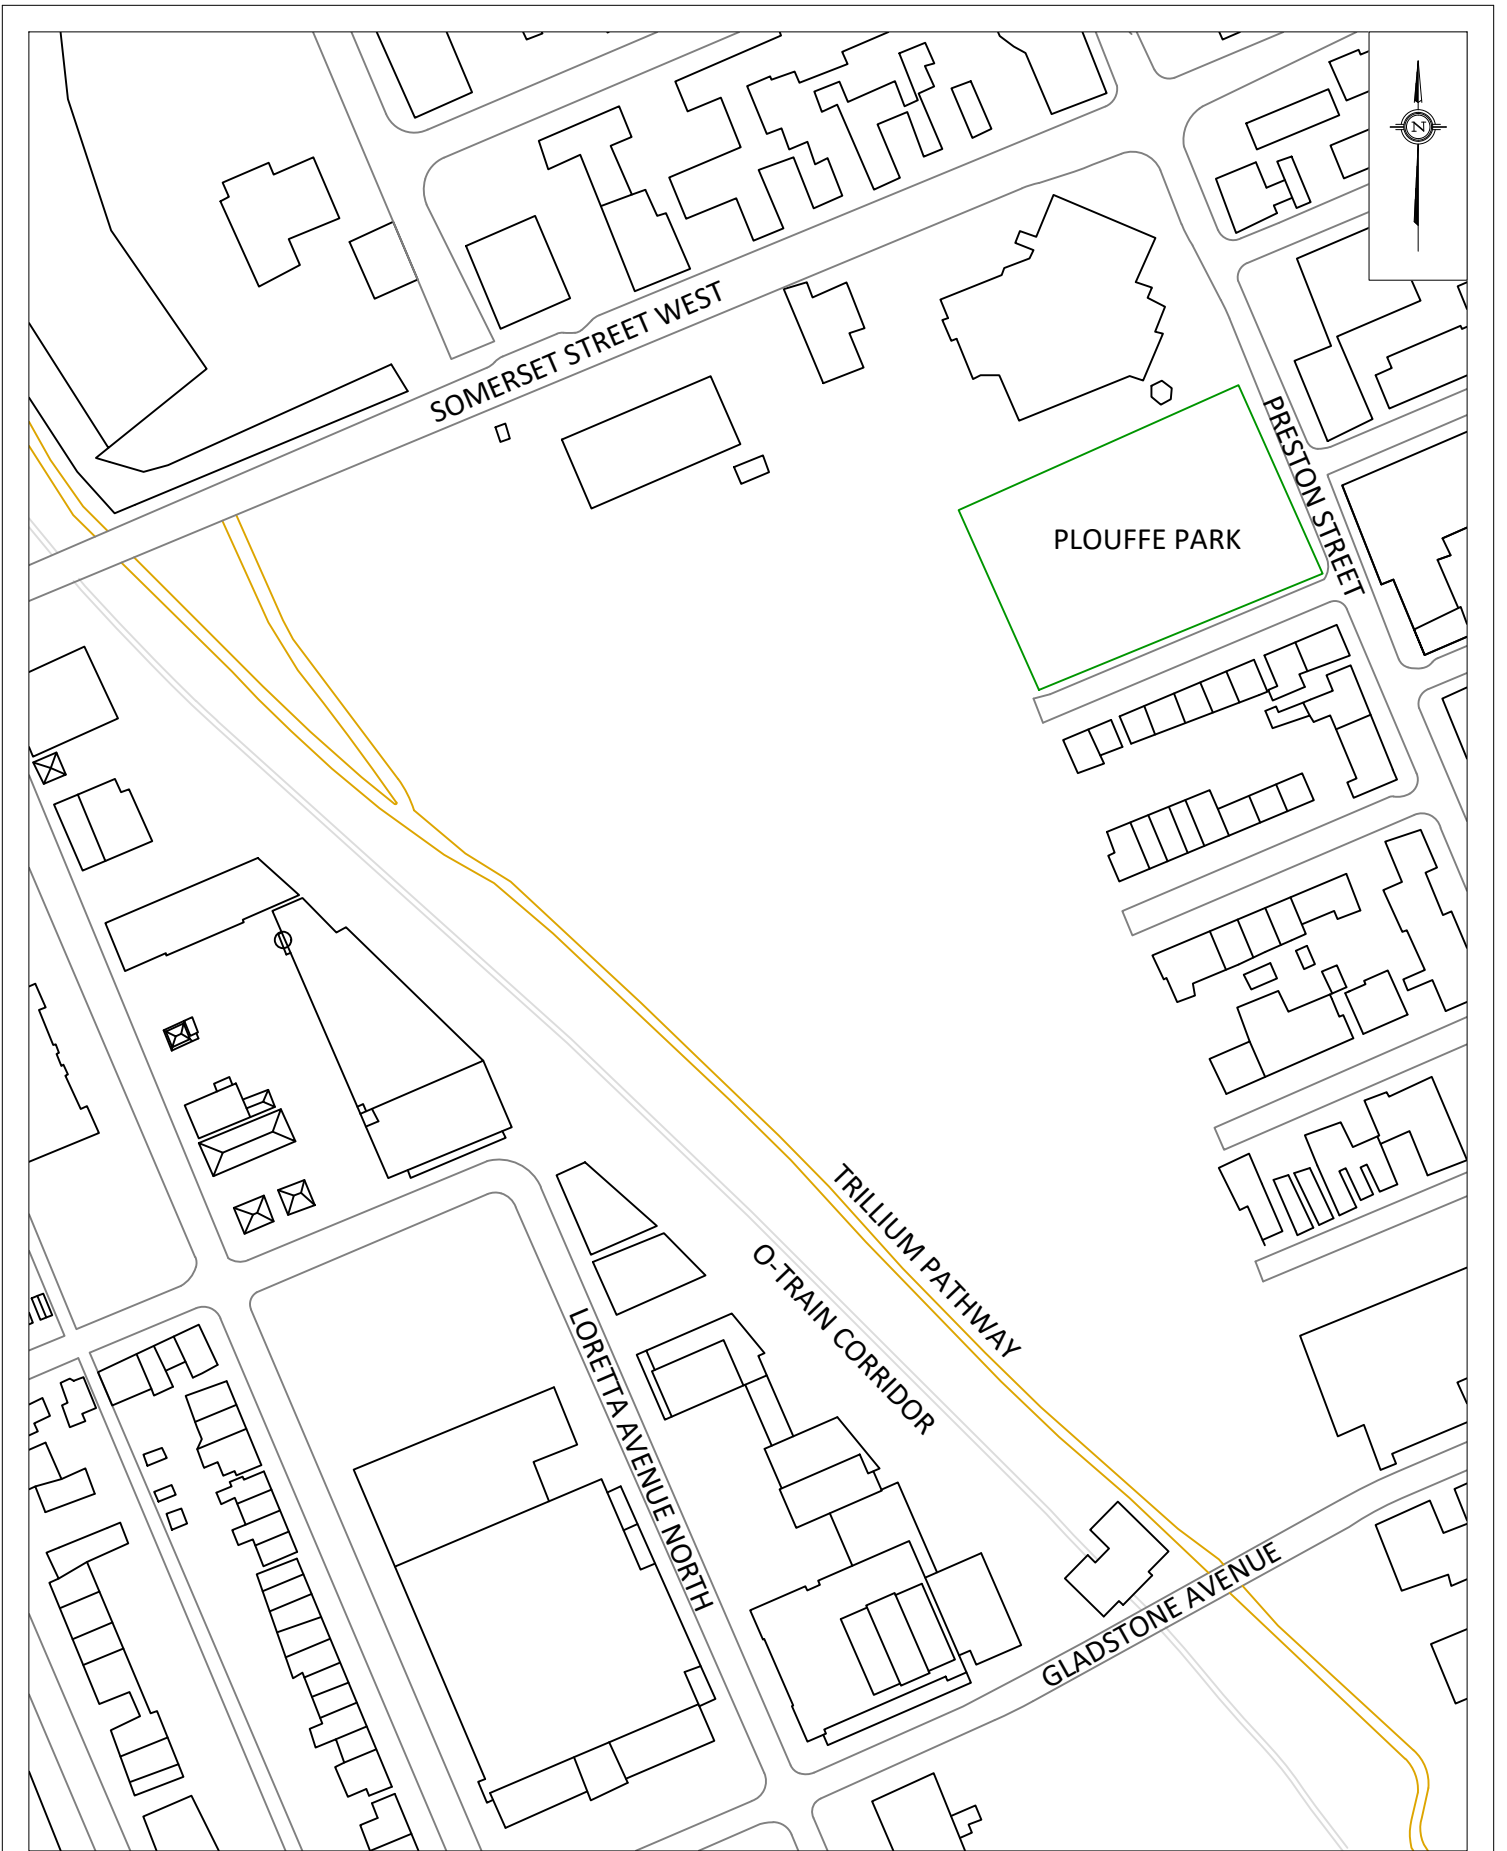 N
SOMERSET STREET WEST
PRESTON STREET
PLOUFFE PARK
TRILLIUM PATHWAY
O-TRAIN CORRIDOR
LORETTA AVENUE NORTH
GLADSTONE AVENUE